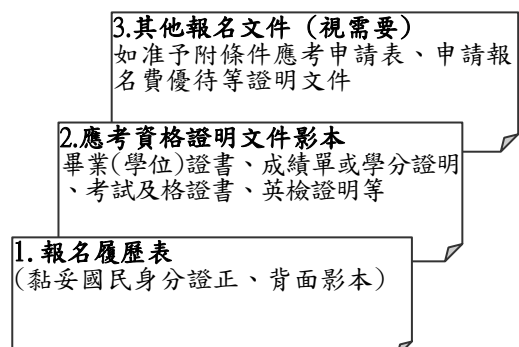 3.其他報名文件（視需要）
如准予附條件應考申請表、申請報
名費優待等證明文件
2.應考資格證明文件影本
畢業(學位)證書、成績單或學分證明
、考試及格證書、英檢證明等
1.報名履歷表
(黏妥國民身分證正、背面影本)